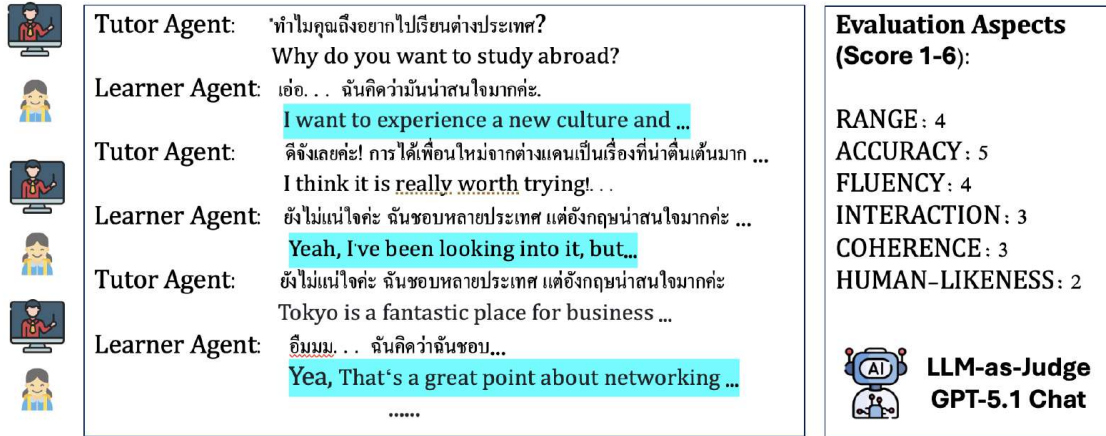 Tutor Agent: ทำไมคุณถึงอยากไปเรียนต่างประเทศ?
Why do you want to study abroad?
Learner Agent: เอ่อ. . . ฉันคิดว่ามันน่าสนใจมากค่ะ.
I want to experience a new culture and ...
Tutor Agent: ดีจังเลยค่ะ! การได้เพื่อนใหม่จากต่างแดนเป็นเรื่องที่น่าตื่นเต้นมาก ...
I think it is really worth trying!. . .
Learner Agent: ยังไม่แน่ใจค่ะ ฉันชอบหลายประเทศ แต่อังกฤษน่าสนใจมากค่ะ ...
Yeah, I've been looking into it, but...
Tutor Agent: ยังไม่แน่ใจค่ะ ฉันชอบหลายประเทศ แต่อังกฤษน่าสนใจมากค่ะ
Tokyo is a fantastic place for business ...
Learner Agent: อืมมม. . . ฉันคิดว่าฉันชอบ...
Yea, That's a great point about networking ...
......
Evaluation Aspects
(Score 1-6):
RANGE: 4
ACCURACY: 5
FLUENCY: 4
INTERACTION: 3
COHERENCE: 3
HUMAN-LIKENESS: 2
AI
LLM-as-Judge
GPT-5.1 Chat